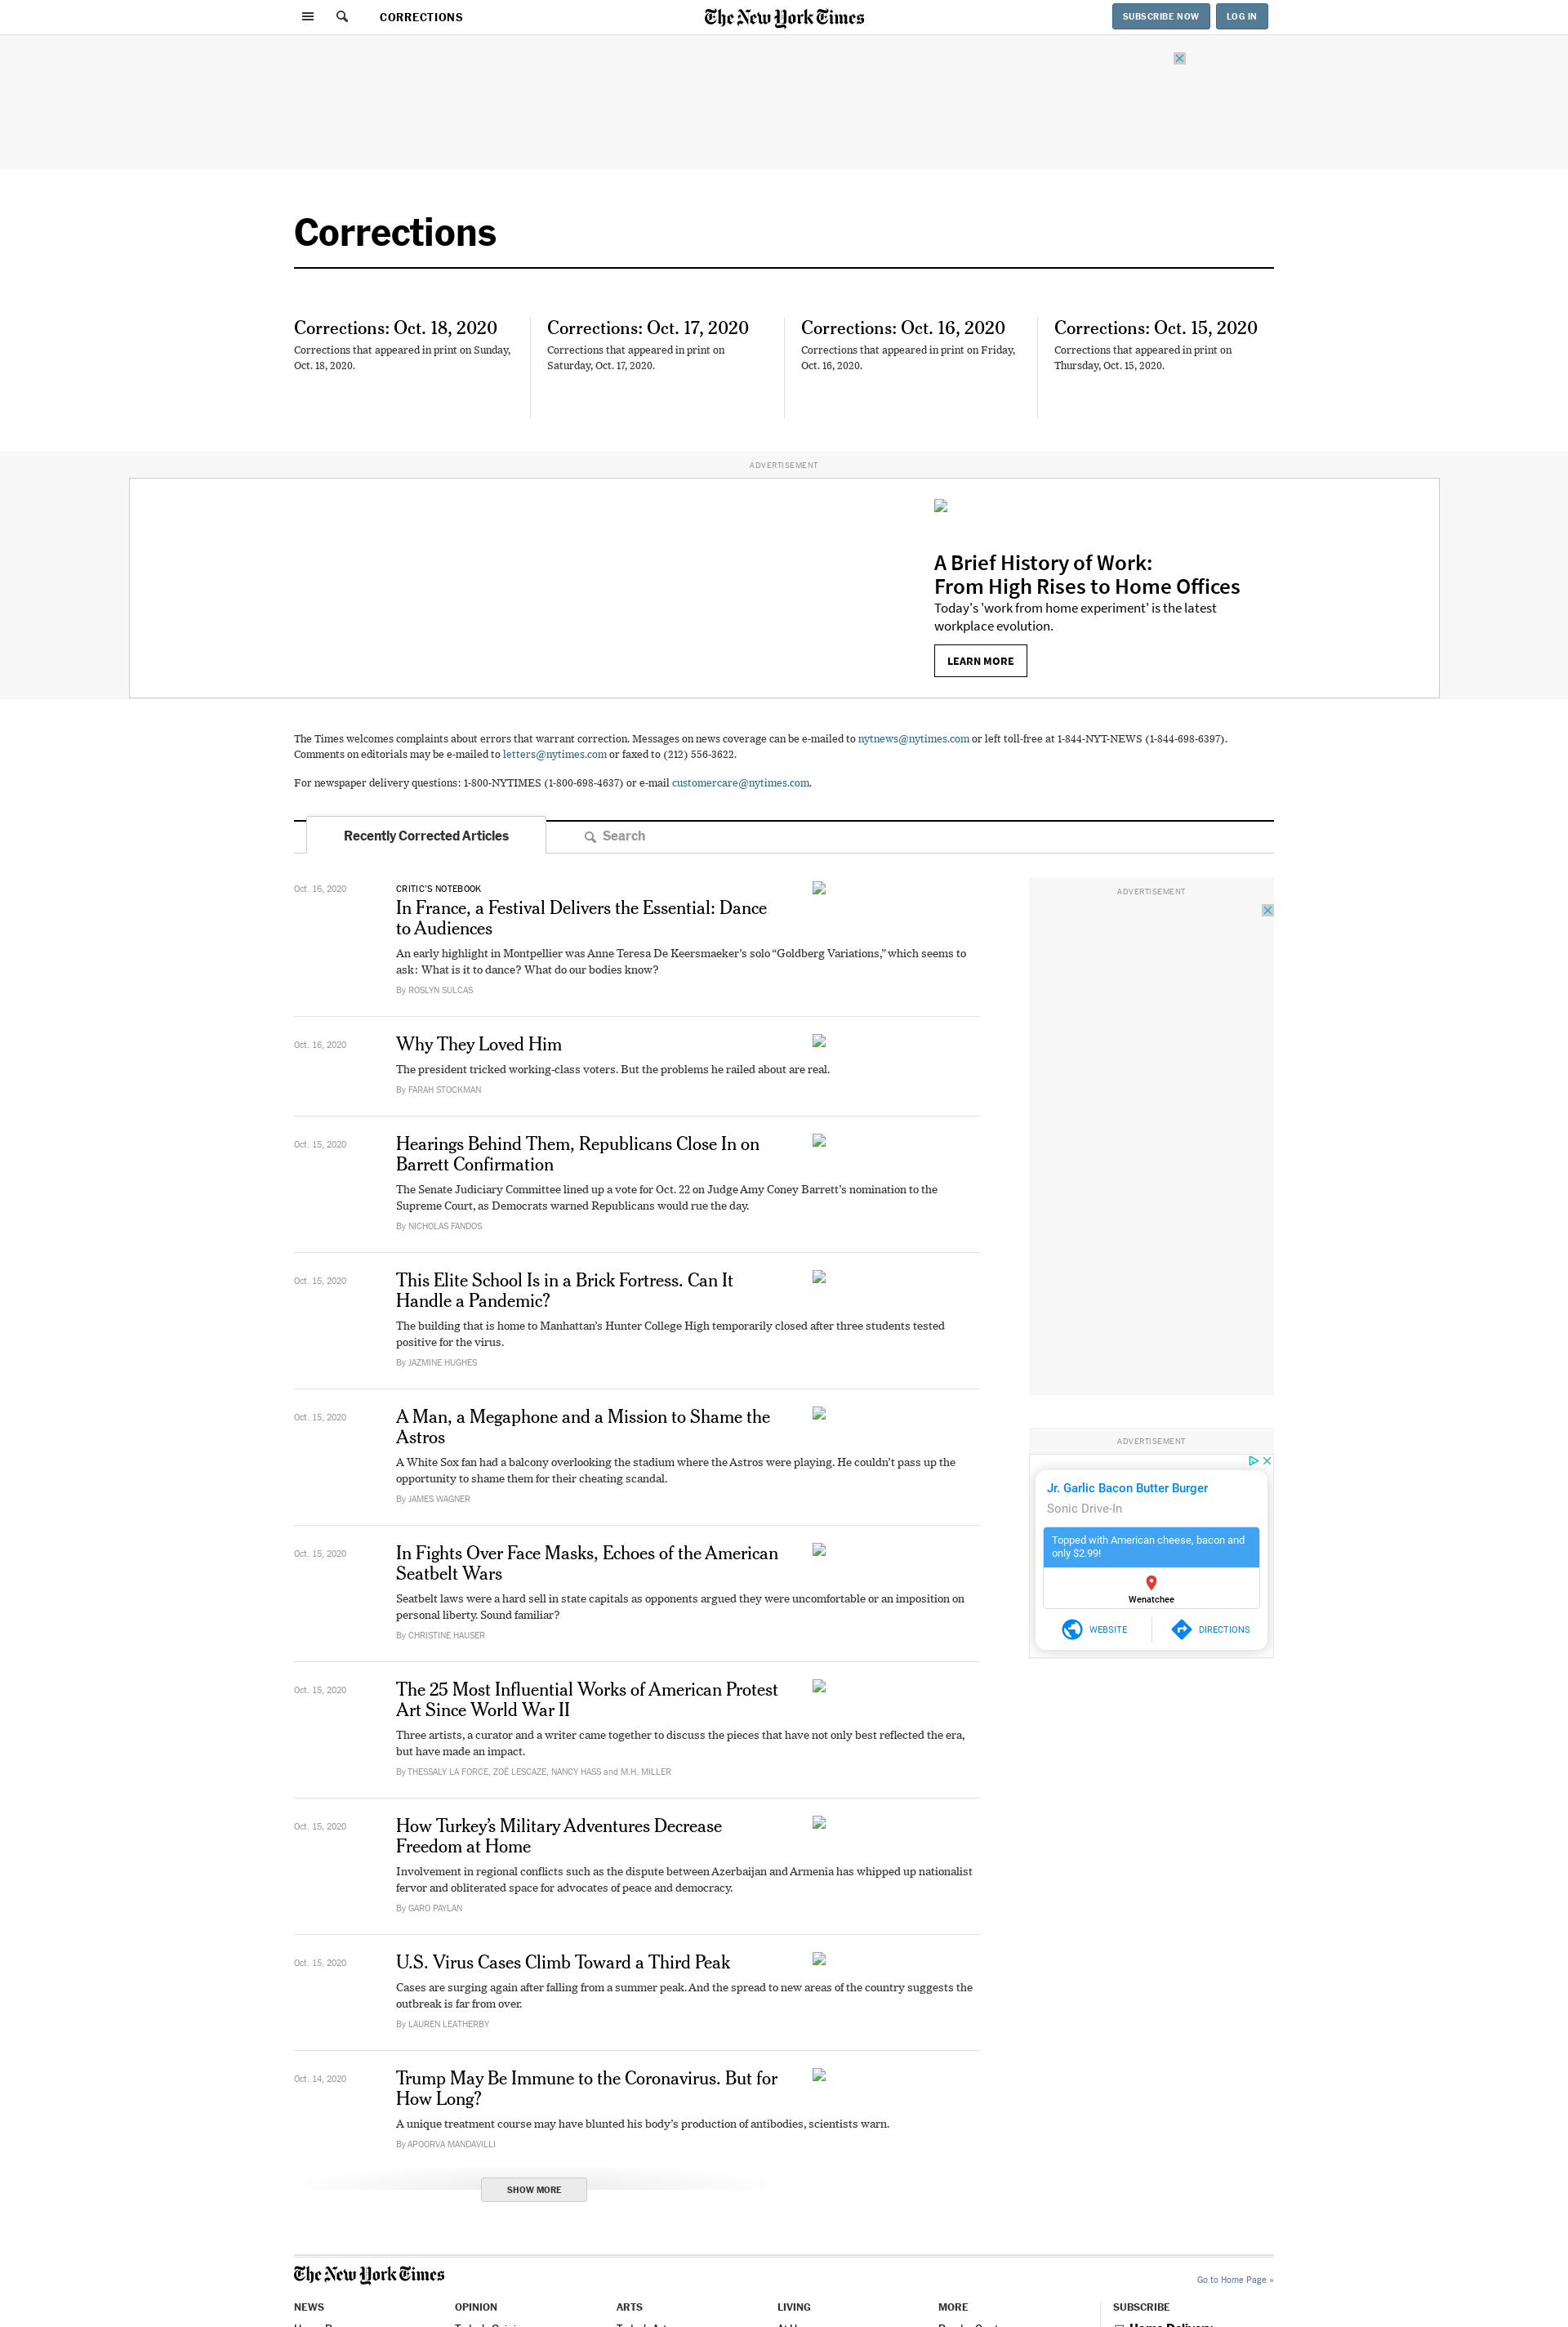 CORRECTIONS
The New York Times
SUBSCRIBE NOW
LOG IN
Corrections
Corrections: Oct. 18, 2020
Corrections that appeared in print on Sunday,
Oct. 18, 2020.
Corrections: Oct. 17, 2020
Corrections that appeared in print on
Saturday, Oct. 17, 2020.
Corrections: Oct. 16, 2020
Corrections that appeared in print on Friday,
Oct. 16, 2020.
Corrections: Oct. 15, 2020
Corrections that appeared in print on
Thursday, Oct. 15, 2020.
ADVERTISEMENT
A Brief History of Work:
From High Rises to Home Offices
Today's 'work from home experiment' is the latest
workplace evolution.
LEARN MORE
The Times welcomes complaints about errors that warrant correction. Messages on news coverage can be e-mailed to nytnews@nytimes.com or left toll-free at 1-844-NYT-NEWS (1-844-698-6397).
Comments on editorials may be e-mailed to letters@nytimes.com or faxed to (212) 556-3622.
For newspaper delivery questions: 1-800-NYTIMES (1-800-698-4637) or e-mail customercare@nytimes.com.
Recently Corrected Articles
Search
Oct. 16, 2020
CRITIC'S NOTEBOOK
In France, a Festival Delivers the Essential: Dance
to Audiences
An early highlight in Montpellier was Anne Teresa De Keersmaeker's solo “Goldberg Variations,” which seems to
ask: What is it to dance? What do our bodies know?
By ROSLYN SULCAS
Oct. 16, 2020
Why They Loved Him
The president tricked working-class voters. But the problems he railed about are real.
By FARAH STOCKMAN
Oct. 15, 2020
Hearings Behind Them, Republicans Close In on
Barrett Confirmation
The Senate Judiciary Committee lined up a vote for Oct. 22 on Judge Amy Coney Barrett's nomination to the
Supreme Court, as Democrats warned Republicans would rue the day.
By NICHOLAS FANDOS
Oct. 15, 2020
This Elite School Is in a Brick Fortress. Can It
Handle a Pandemic?
The building that is home to Manhattan's Hunter College High temporarily closed after three students tested
positive for the virus.
By JAZMINE HUGHES
Oct. 15, 2020
A Man, a Megaphone and a Mission to Shame the
Astros
A White Sox fan had a balcony overlooking the stadium where the Astros were playing. He couldn't pass up the
opportunity to shame them for their cheating scandal.
By JAMES WAGNER
Oct. 15, 2020
In Fights Over Face Masks, Echoes of the American
Seatbelt Wars
Seatbelt laws were a hard sell in state capitols as opponents argued they were uncomfortable or an imposition on
personal liberty. Sound familiar?
By CHRISTINE HAUSER
Oct. 15, 2020
The 25 Most Influential Works of American Protest
Art Since World War II
Three artists, a curator and a writer came together to discuss the pieces that have not only best reflected the era,
but have made an impact.
By THESSALY LA FORCE, ZOË LESCAZE, NANCY HASS and M.H. MILLER
Oct. 15, 2020
How Turkey's Military Adventures Decrease
Freedom at Home
Involvement in regional conflicts such as the dispute between Azerbaijan and Armenia has whipped up nationalist
fervor and obliterated space for advocates of peace and democracy.
By GARO PAYLAN
Oct. 15, 2020
U.S. Virus Cases Climb Toward a Third Peak
Cases are surging again after falling from a summer peak. And the spread to new areas of the country suggests the
outbreak is far from over.
By LAUREN LEATHERBY
Oct. 14, 2020
Trump May Be Immune to the Coronavirus. But for
How Long?
A unique treatment course may have blunted his body's production of antibodies, scientists warn.
By APOORVA MANDAVILLI
SHOW MORE
ADVERTISEMENT
ADVERTISEMENT
Jr. Garlic Bacon Butter Burger
Sonic Drive-In
Topped with American cheese, bacon and
only $2.99!
Wenatchee
WEBSITE
DIRECTIONS
The New York Times
Go to Home Page »
NEWS
OPINION
ARTS
LIVING
MORE
SUBSCRIBE